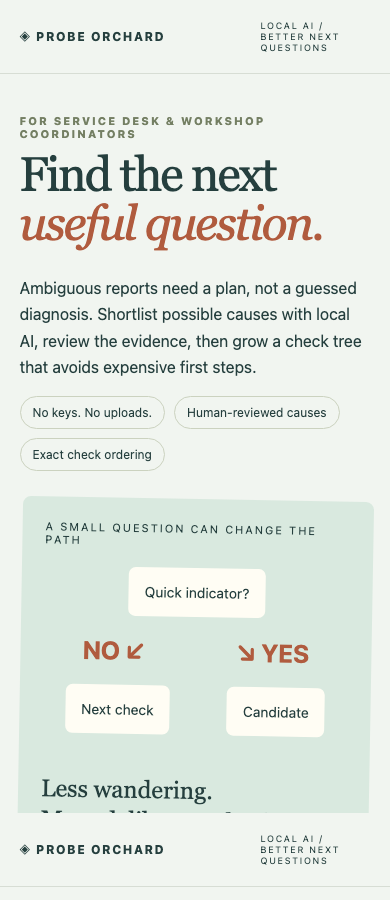 ◈ PROBE ORCHARD
LOCAL AI /
BETTER NEXT
QUESTIONS
FOR SERVICE DESK & WORKSHOP
COORDINATORS
Find the next
useful question.
Ambiguous reports need a plan, not a guessed
diagnosis. Shortlist possible causes with local
AI, review the evidence, then grow a check tree
that avoids expensive first steps.
No keys. No uploads.
Human-reviewed causes
Exact check ordering
A SMALL QUESTION CAN CHANGE THE
PATH
Quick indicator?
NO ↙
↘ YES
Next check
Candidate
Less wandering.
◈ PROBE ORCHARD
LOCAL AI /
BETTER NEXT
QUESTIONS